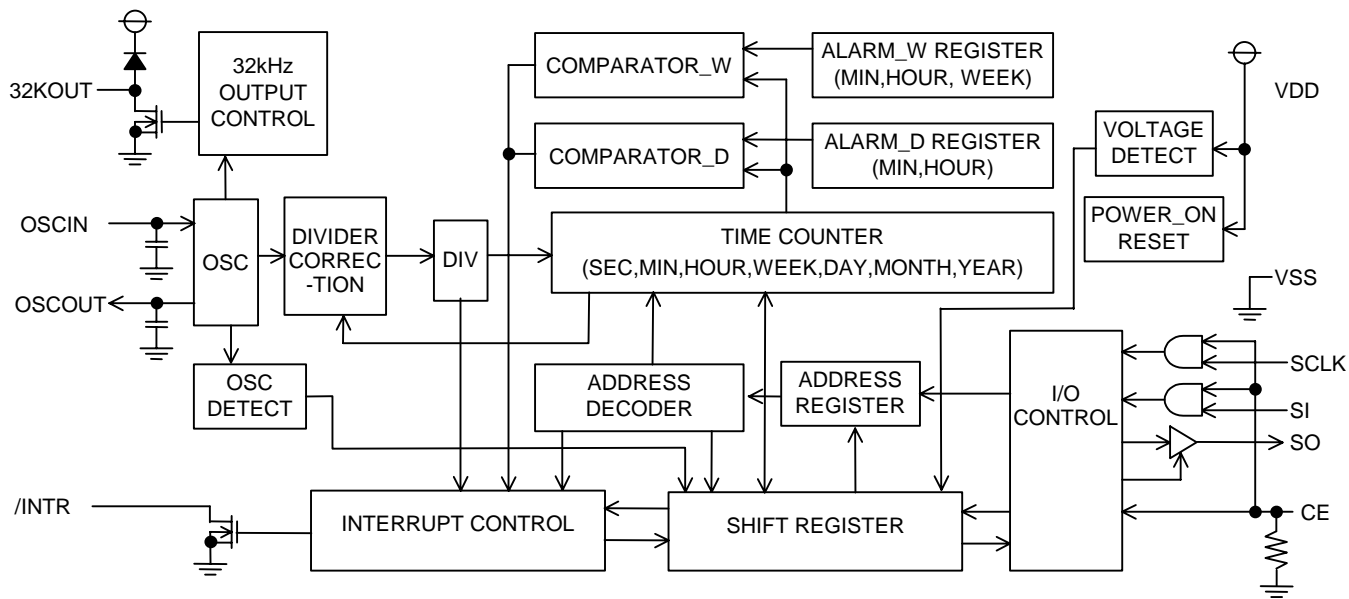 32KOUT
32kHz
OUTPUT
CONTROL
COMPARATOR_W
ALARM_W REGISTER
(MIN,HOUR, WEEK)
VDD
COMPARATOR_D
ALARM_D REGISTER
(MIN,HOUR)
VOLTAGE
DETECT
OSCIN
OSC
OSCOUT
DIVIDER
CORREC
-TION
DIV
TIME COUNTER
(SEC,MIN,HOUR,WEEK,DAY,MONTH,YEAR)
POWER_ON
RESET
VSS
OSC
DETECT
ADDRESS
DECODER
ADDRESS
REGISTER
I/O
CONTROL
SCLK
SI
SO
/INTR
INTERRUPT CONTROL
SHIFT REGISTER
CE